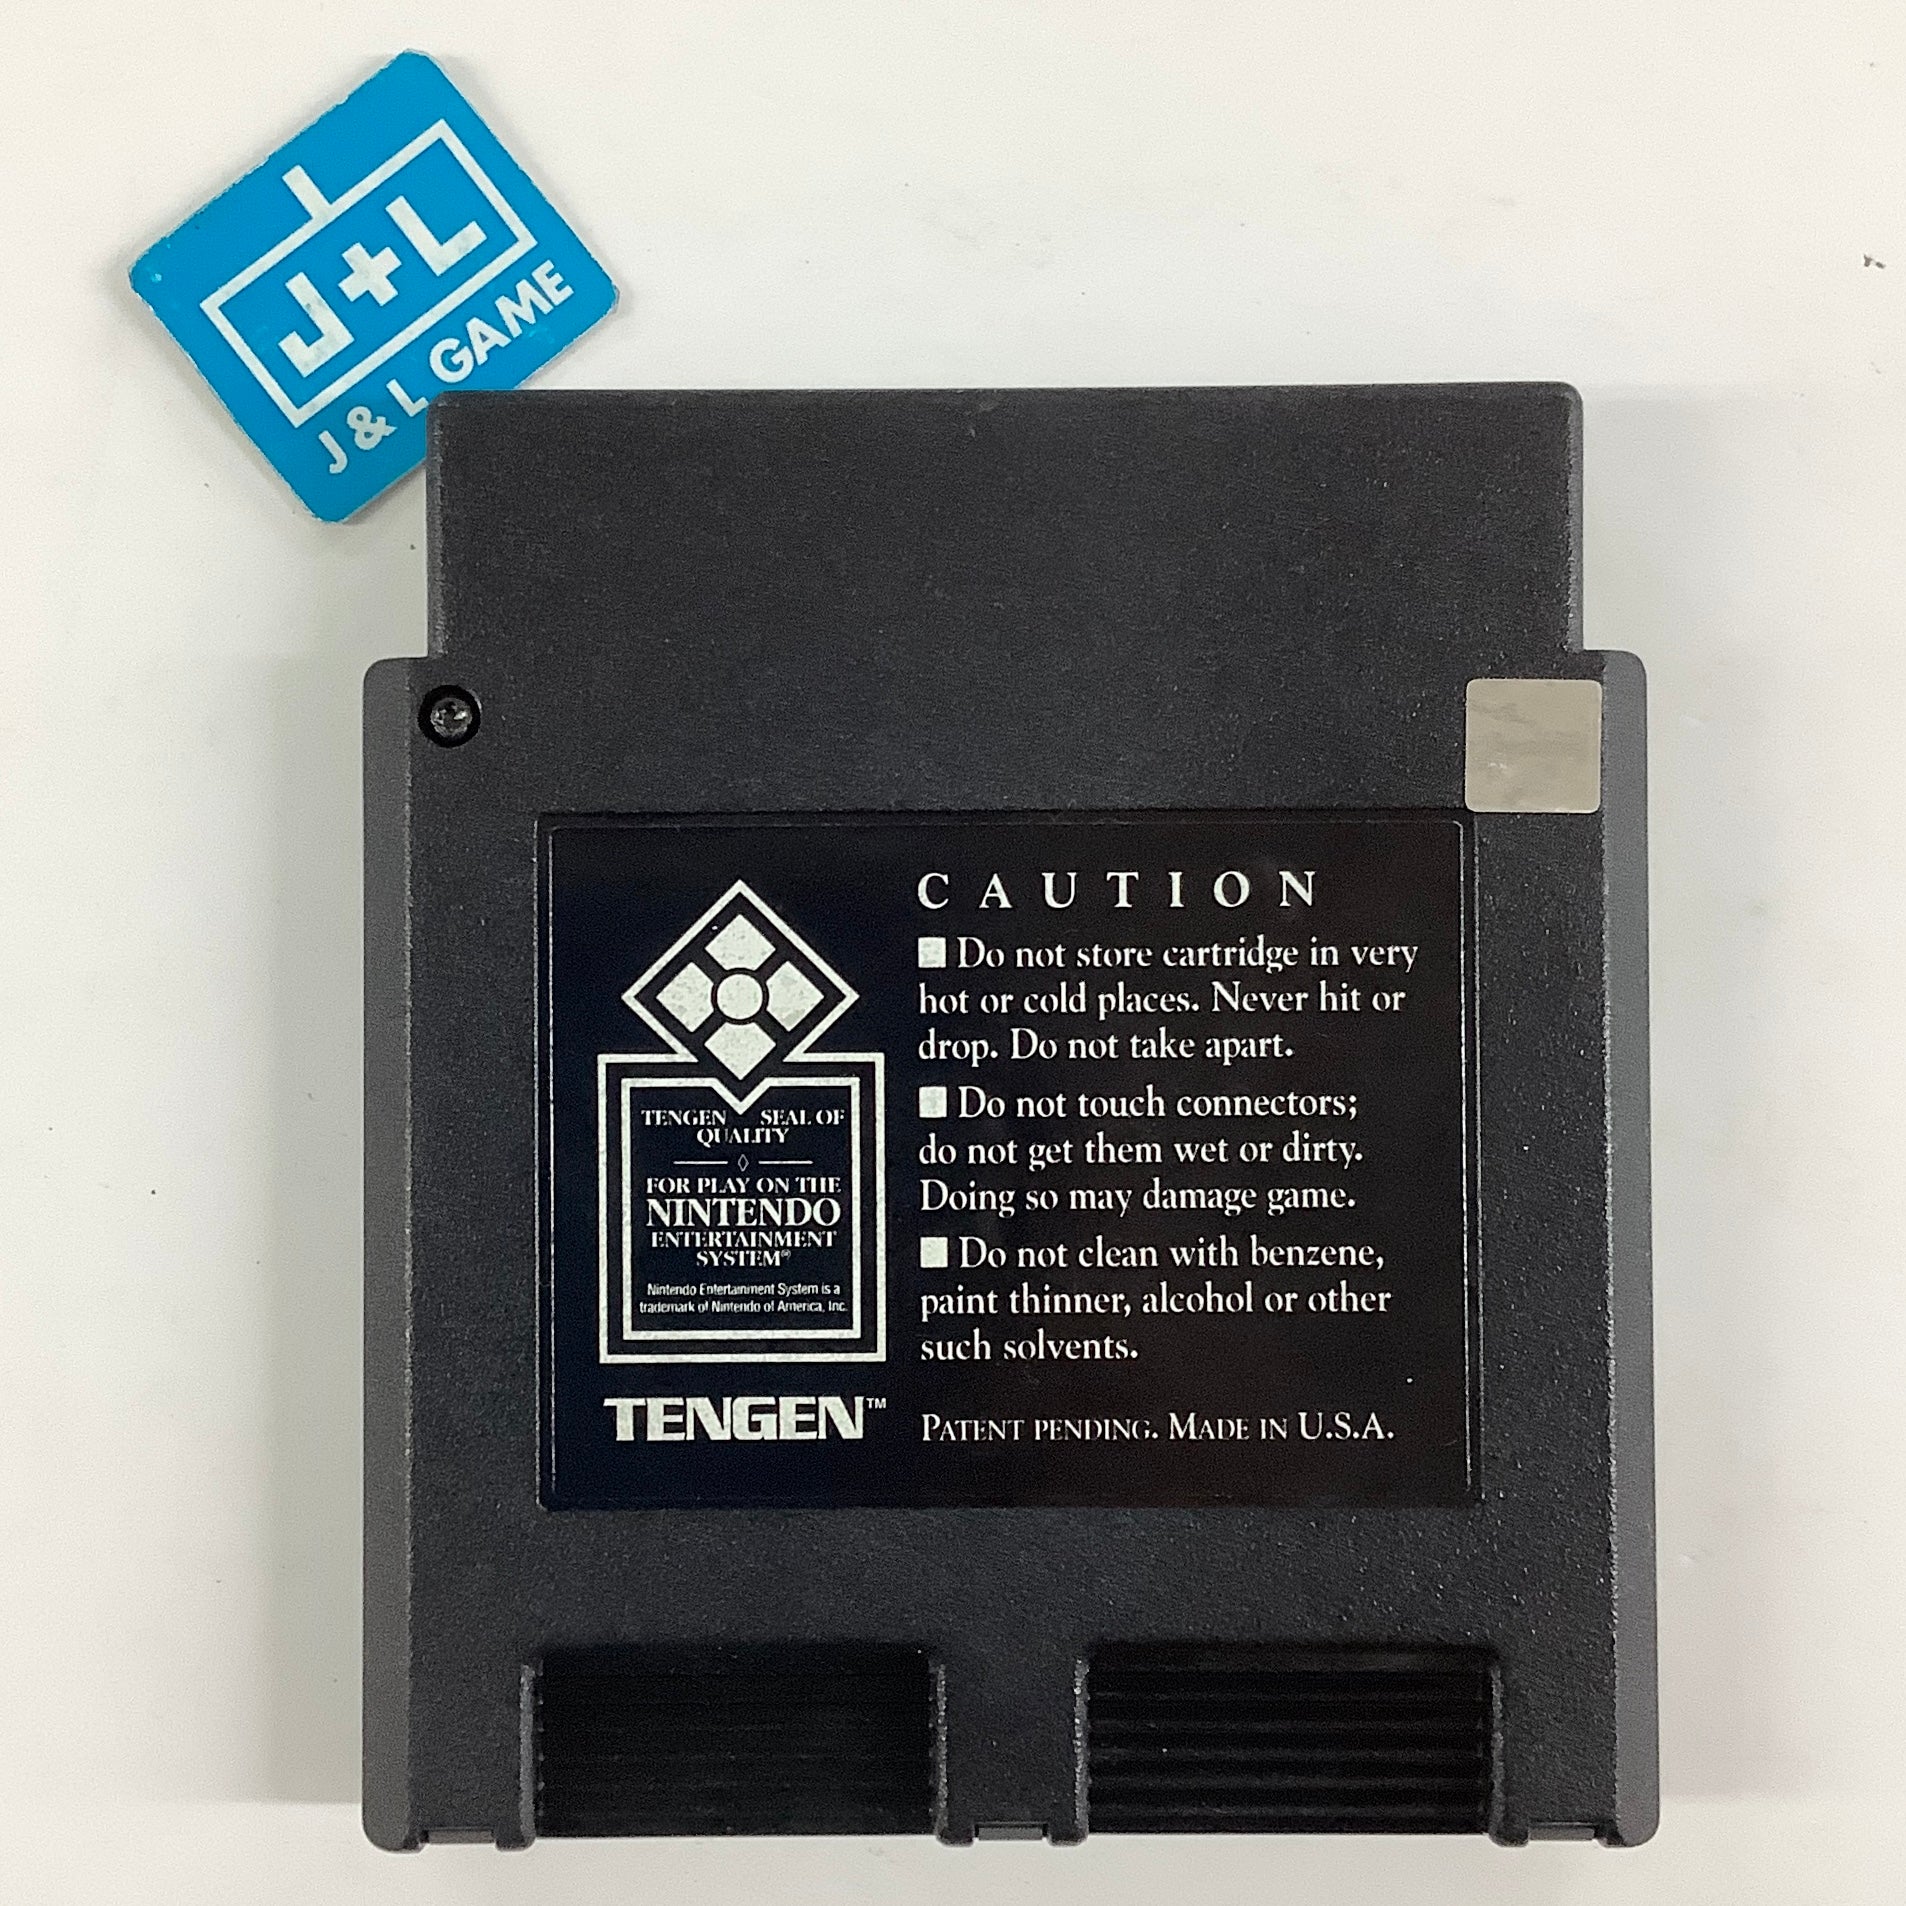 J+L
J & L GAME
CAUTION
■ Do not store cartridge in very
hot or cold places. Never hit or
drop. Do not take apart.
■ Do not touch connectors;
do not get them wet or dirty.
Doing so may damage game.
■ Do not clean with benzene,
paint thinner, alcohol or other
such solvents.
PATENT PENDING. MADE IN U.S.A.
TENGEN SEAL OF
QUALITY
FOR PLAY ON THE
NINTENDO
ENTERTAINMENT
SYSTEM®
Nintendo Entertainment System is a
trademark of Nintendo of America, Inc.
TENGEN™